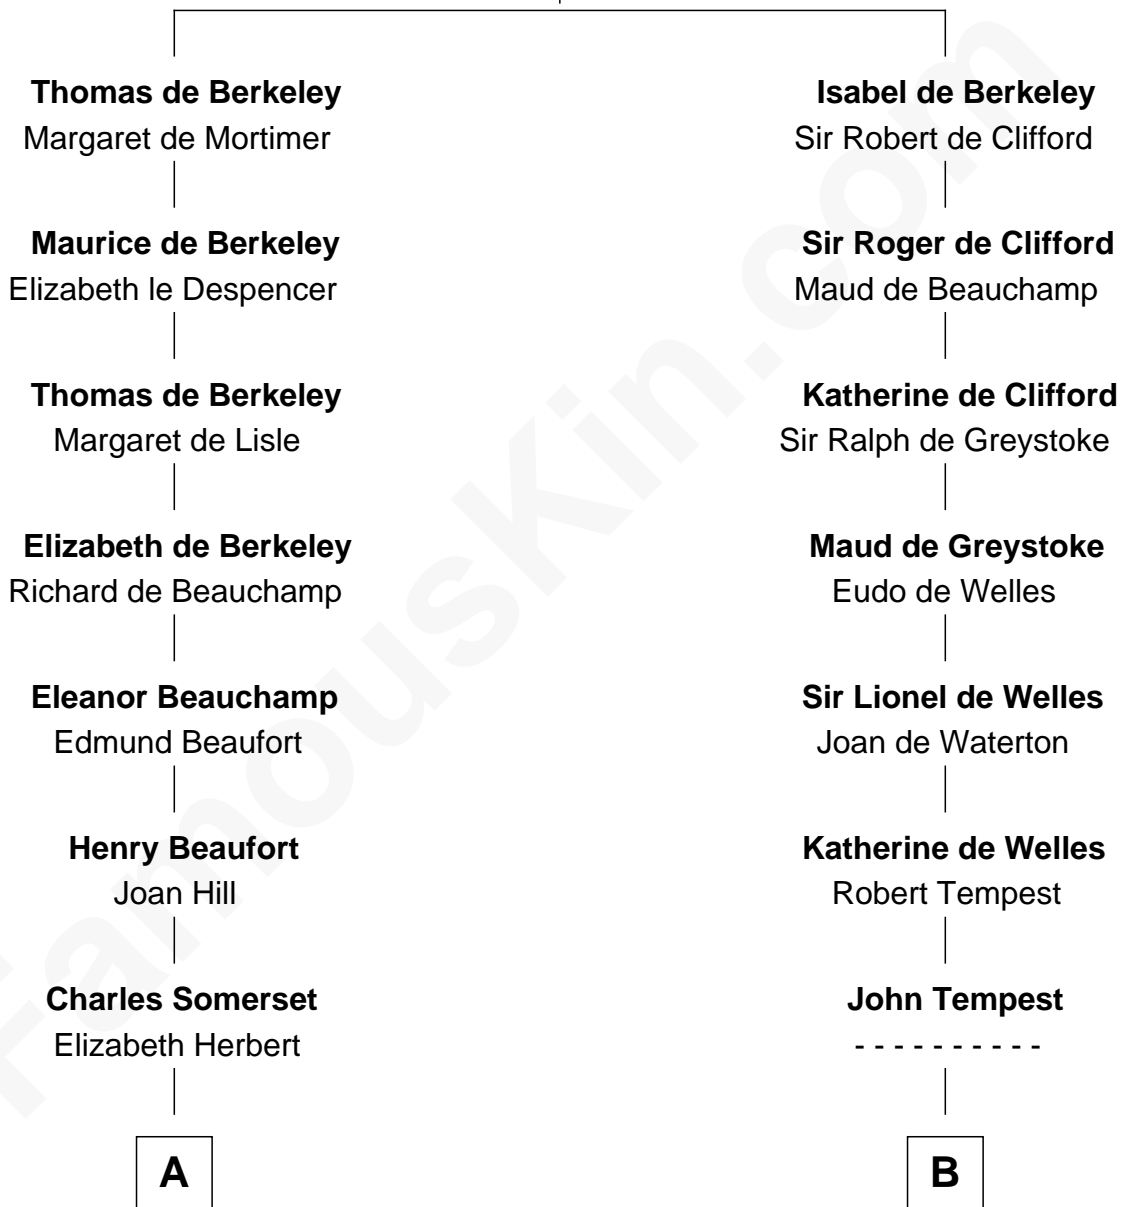 Thomas de Berkeley
Margaret de Mortimer
Maurice de Berkeley
Elizabeth le Despencer
Thomas de Berkeley
Margaret de Lisle
Elizabeth de Berkeley
Richard de Beauchamp
Eleanor Beauchamp
Edmund Beaufort
Henry Beaufort
Joan Hill
Charles Somerset
Elizabeth Herbert
A
Isabel de Berkeley
Sir Robert de Clifford
Sir Roger de Clifford
Maud de Beauchamp
Katherine de Clifford
Sir Ralph de Greystoke
Maud de Greystoke
Eudo de Welles
Sir Lionel de Welles
Joan de Waterton
Katherine de Welles
Robert Tempest
John Tempest
- - - - - - - - - -
B
FamousKin.com